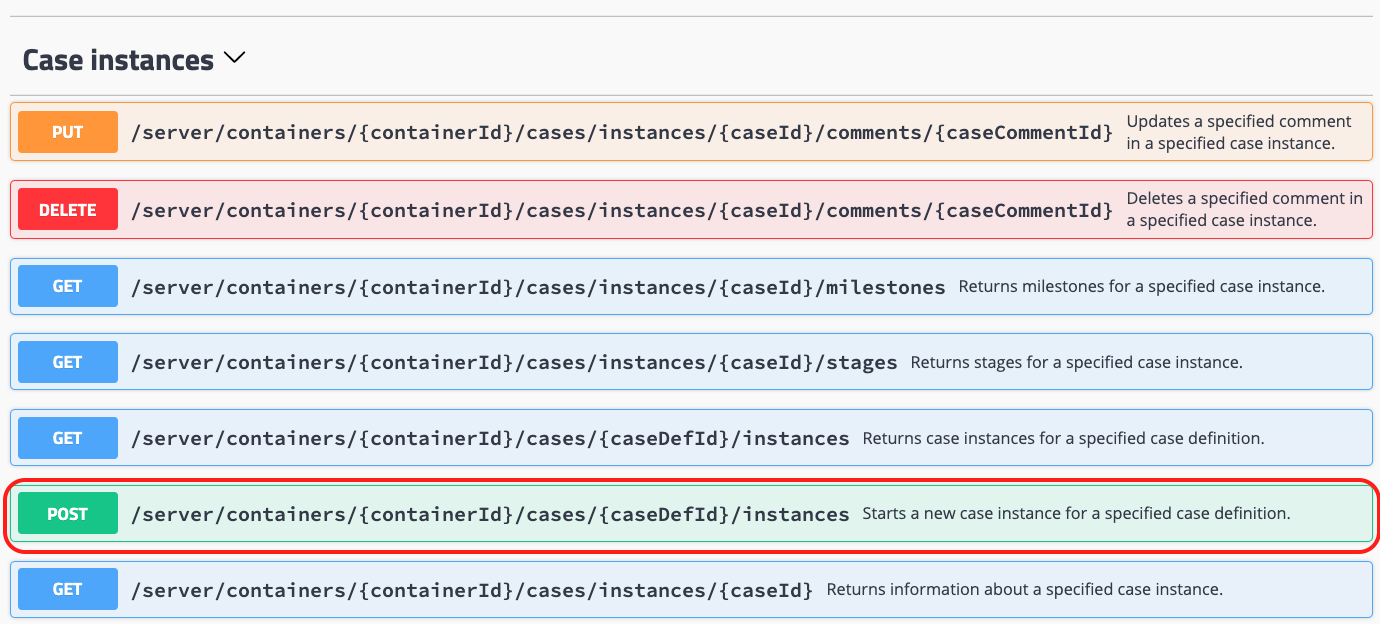 Case instances
PUT /server/containers/{containerId}/cases/instances/{caseId}/comments/{caseCommentId} Updates a specified comment
in a specified case instance.
DELETE /server/containers/{containerId}/cases/instances/{caseId}/comments/{caseCommentId} Deletes a specified comment in
a specified case instance.
GET /server/containers/{containerId}/cases/instances/{caseId}/milestones Returns milestones for a specified case instance.
GET /server/containers/{containerId}/cases/instances/{caseId}/stages Returns stages for a specified case instance.
GET /server/containers/{containerId}/cases/{caseDefId}/instances Returns case instances for a specified case definition.
POST /server/containers/{containerId}/cases/{caseDefId}/instances Starts a new case instance for a specified case definition.
GET /server/containers/{containerId}/cases/instances/{caseId} Returns information about a specified case instance.